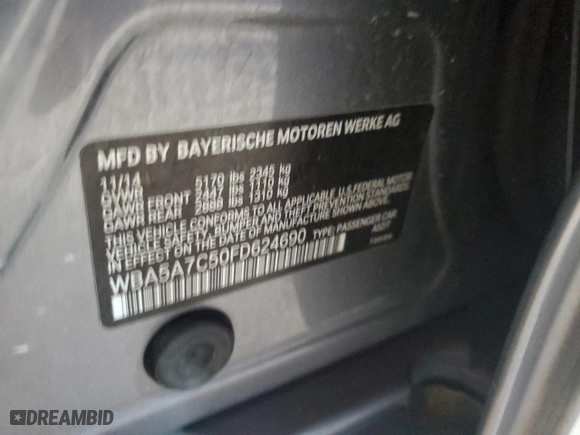 MFD BY BAYERISCHE MOTOREN WERKE AG
11/14
GVWR 5170 lbs 2345 kg
GAWR FRONT 2447 lbs 1110 kg
GAWR REAR 2888 lbs 1310 kg
THIS VEHICLE CONFORMS TO ALL APPLICABLE U.S. FEDERAL MOTOR
VEHICLE SAFETY, BUMPER, AND THEFT PREVENTION STANDARDS
IN EFFECT ON THE DATE OF MANUFACTURE SHOWN ABOVE.
WBA5A7C50FD624690 TYPE: PASSENGER CAR
DREAMBID